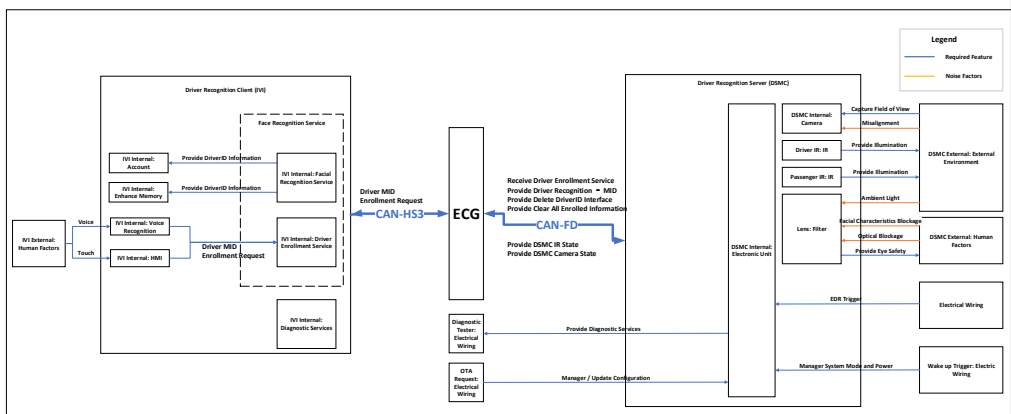 Legend
Required Feature
Noise Factors
Driver Recognition Client (IVI)
Face Recognition Service
IVI Internal:
Account
Provide DriverID Information
IVI Internal: Facial
Recognition Service
IVI Internal:
Enhance Memory
Provide DriverID Information
IVI External:
Human Factors
Voice
Touch
IVI Internal: Voice
Recognition
IVI Internal: HMI
Driver MID
Enrollment Request
IVI Internal: Driver
Enrollment Service
IVI Internal:
Diagnostic Services
Driver MID
Enrollment Request
CAN-HS3
ECG
Receive Driver Enrollment Service
Provide Driver Recognition - MID
Provide Delete DriverID Interface
Provide Clear All Enrolled Information
CAN-FD
Provide DSMC IR State
Provide DSMC Camera State
Diagnostic
Tester:
Electrical
Wiring
Provide Diagnostic Services
OTA
Request:
Electrical
Wiring
Manager / Update Configuration
Driver Recognition Server (DSMC)
DSMC Internal:
Electronic Unit
DSMC Internal:
Camera
Driver IR: IR
Passenger IR: IR
Lens: Filter
Capture Field of View
Misalignment
Provide Illumination
Provide Illumination
Ambient Light
Facial Characteristics Blockage
Optical Blockage
Provide Eye Safety
EDR Trigger
Manager System Mode and Power
DSMC External: External
Environment
DSMC External: Human
Factors
Electrical Wiring
Wake up Trigger: Electric
Wiring